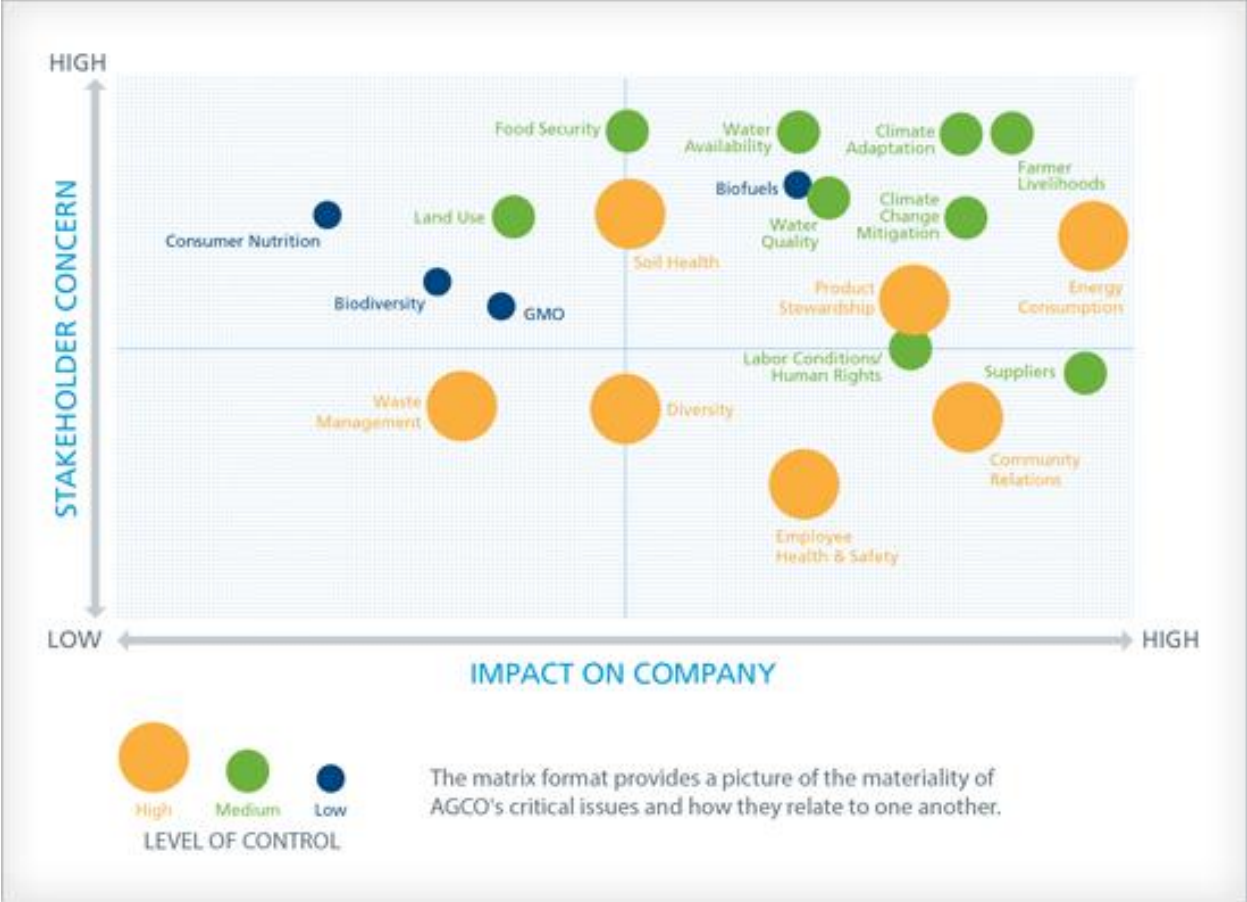 HIGH
STAKEHOLDER CONCERN
Food Security
Water
Availability
Climate
Adaptation
Farmer
Livelihoods
Biofuels
Water
Quality
Climate
Change
Mitigation
Consumer Nutrition
Land Use
Soil Health
Energy
Consumption
Biodiversity
GMO
Product
Stewardship
Labor Conditions/
Human Rights
Suppliers
Waste
Management
Diversity
Community
Relations
Employee
Health & Safety
LOW
HIGH
IMPACT ON COMPANY
High
Medium
Low
LEVEL OF CONTROL
The matrix format provides a picture of the materiality of
AGCO's critical issues and how they relate to one another.